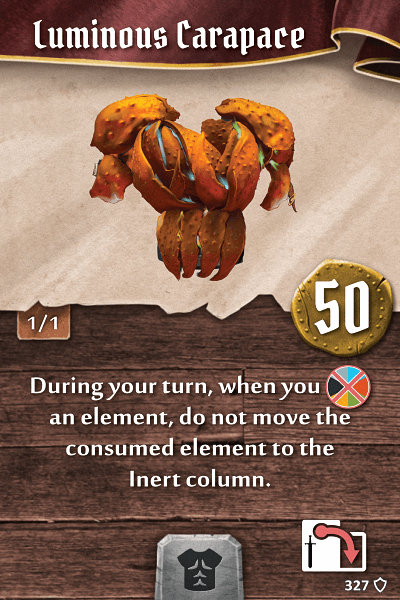 Luminous Carapace
50
1/1
During your turn, when you
an element, do not move the
consumed element to the
Inert column.
327